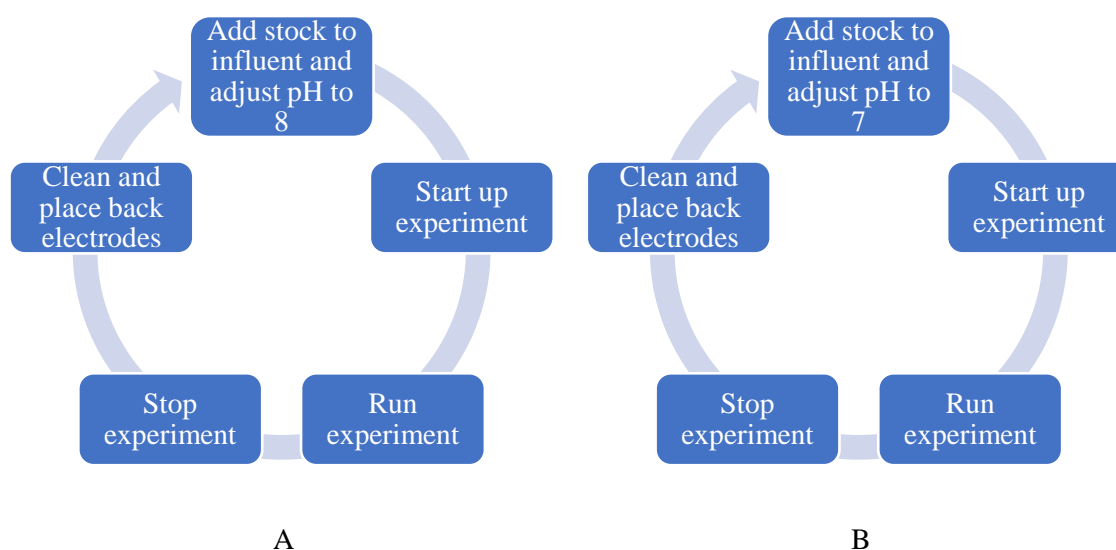 Add stock to
influent and
adjust pH to
8
Start up
experiment
Run
experiment
Stop
experiment
Clean and
place back
electrodes
A
Add stock to
influent and
adjust pH to
7
Start up
experiment
Run
experiment
Stop
experiment
Clean and
place back
electrodes
B